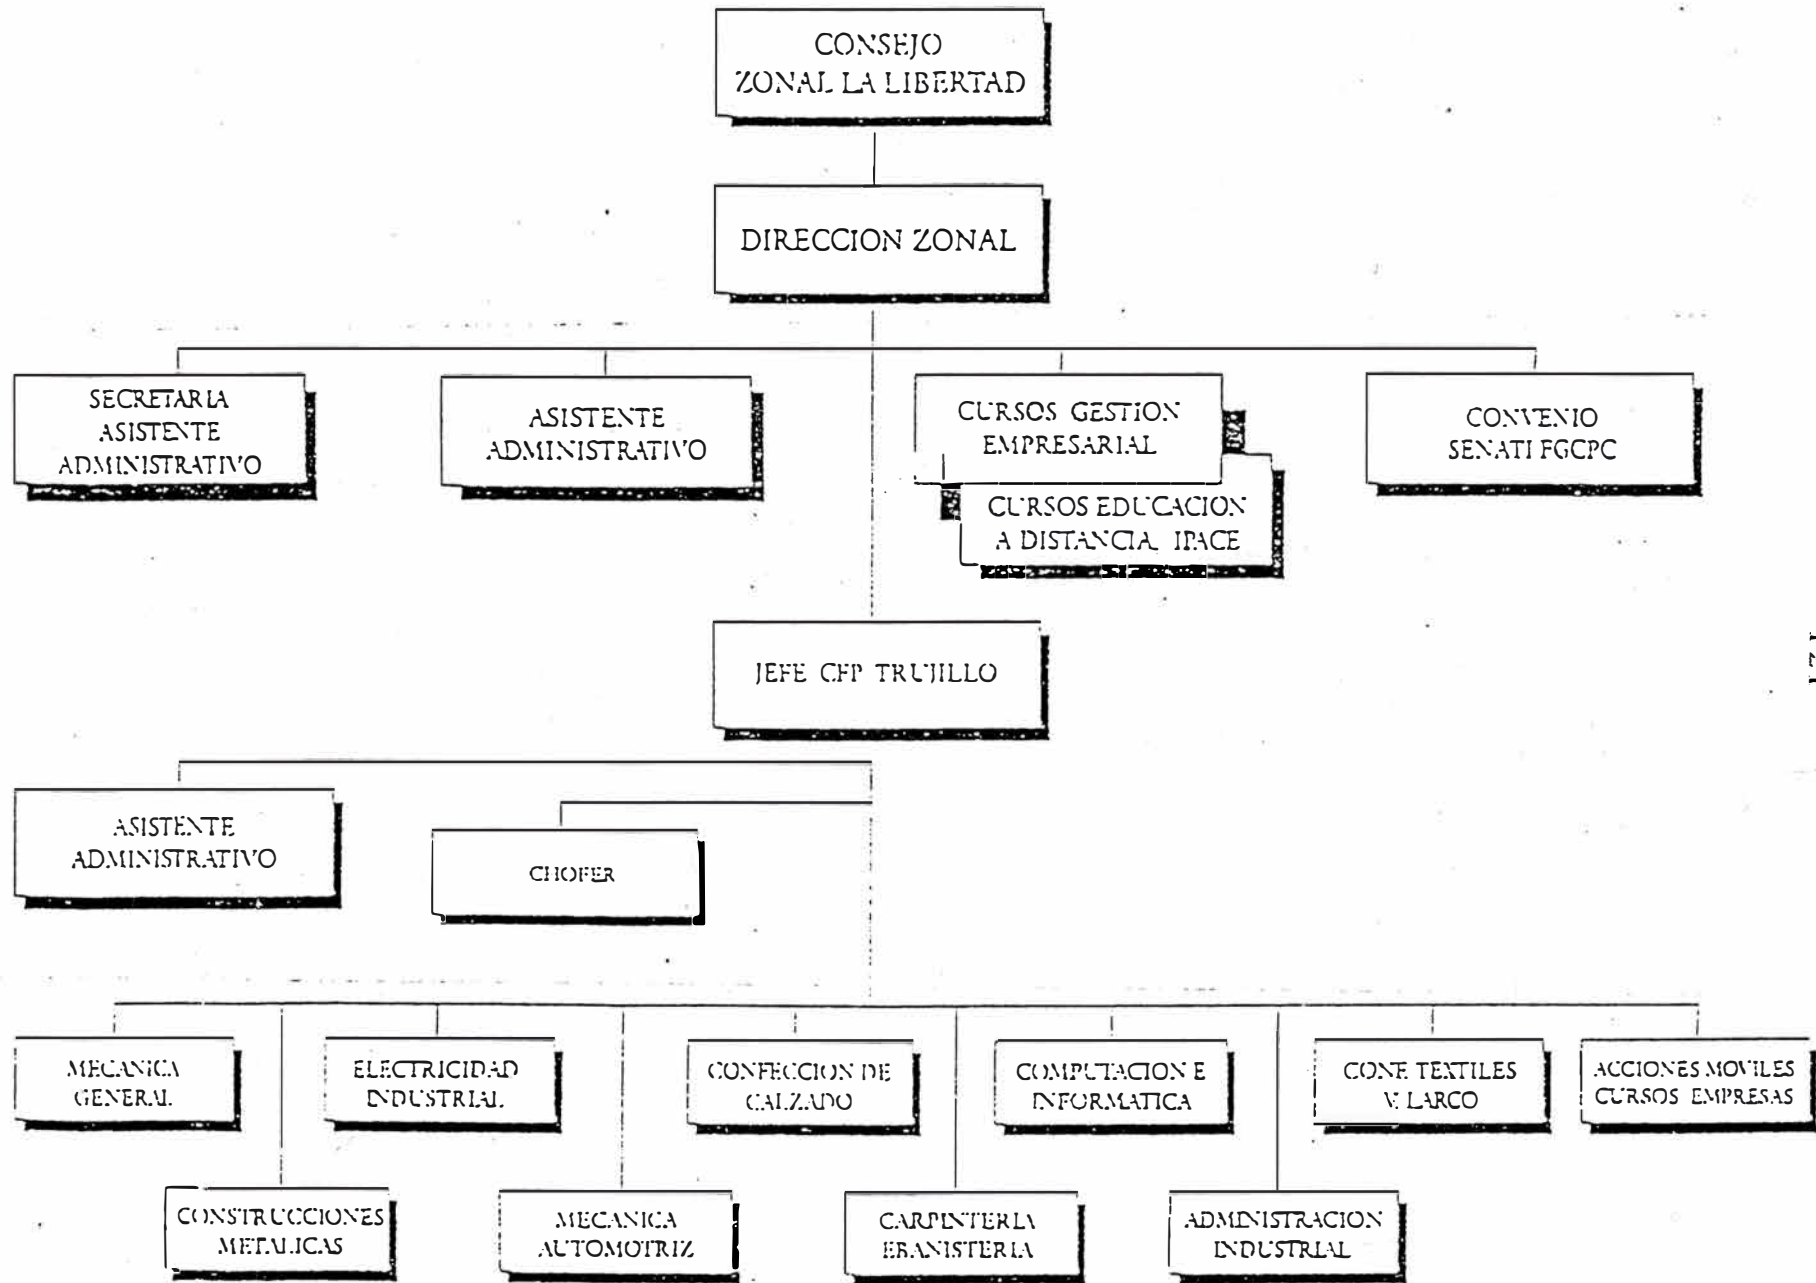 CONSEJO
ZONAL LA LIBERTAD
DIRECCION ZONAL
SECRETARIA
ASISTENTE
ADMINISTRATIVO
ASISTENTE
ADMINISTRATIVO
CURSOS GESTION
EMPRESARIAL
CURSOS EDUCACION
A DISTANCIA IPACE
CONVENIO
SENATI FGCPC
JEFE CFP TRUJILLO
121
ASISTENTE
ADMINISTRATIVO
CHOFER
MECANICA
GENERAL
ELECTRICIDAD
INDUSTRIAL
CONFECCION DE
CALZADO
COMPUTACION E
INFORMATICA
CONF. TEXTILES
V. LARCO
ACCIONES MOVILES
CURSOS EMPRESAS
CONSTRUCCIONES
METALICAS
MECANICA
AUTOMOTRIZ
CARPINTERIA
EBANISTERIA
ADMINISTRACION
INDUSTRIAL